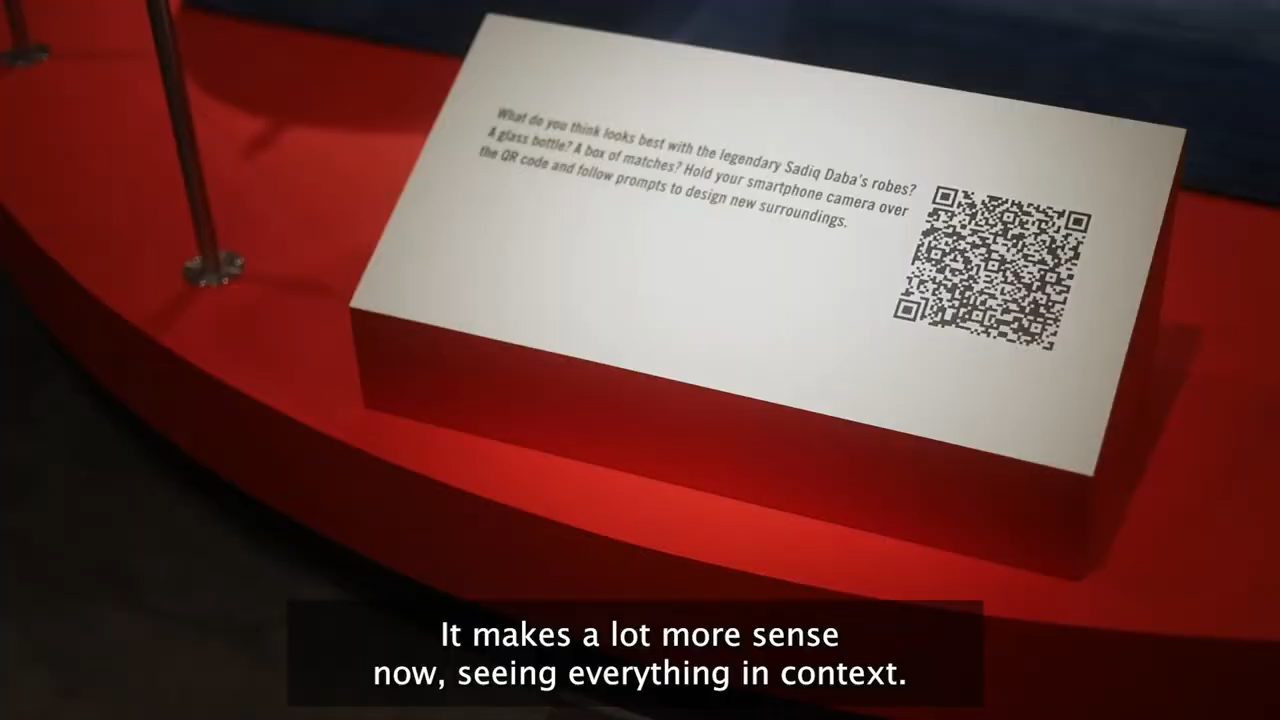 What do you think looks best with the legendary Sadiq Daba's robes?
A glass bottle? A box of matches? Hold your smartphone camera over
the QR code and follow prompts to design new surroundings.
It makes a lot more sense
now, seeing everything in context.